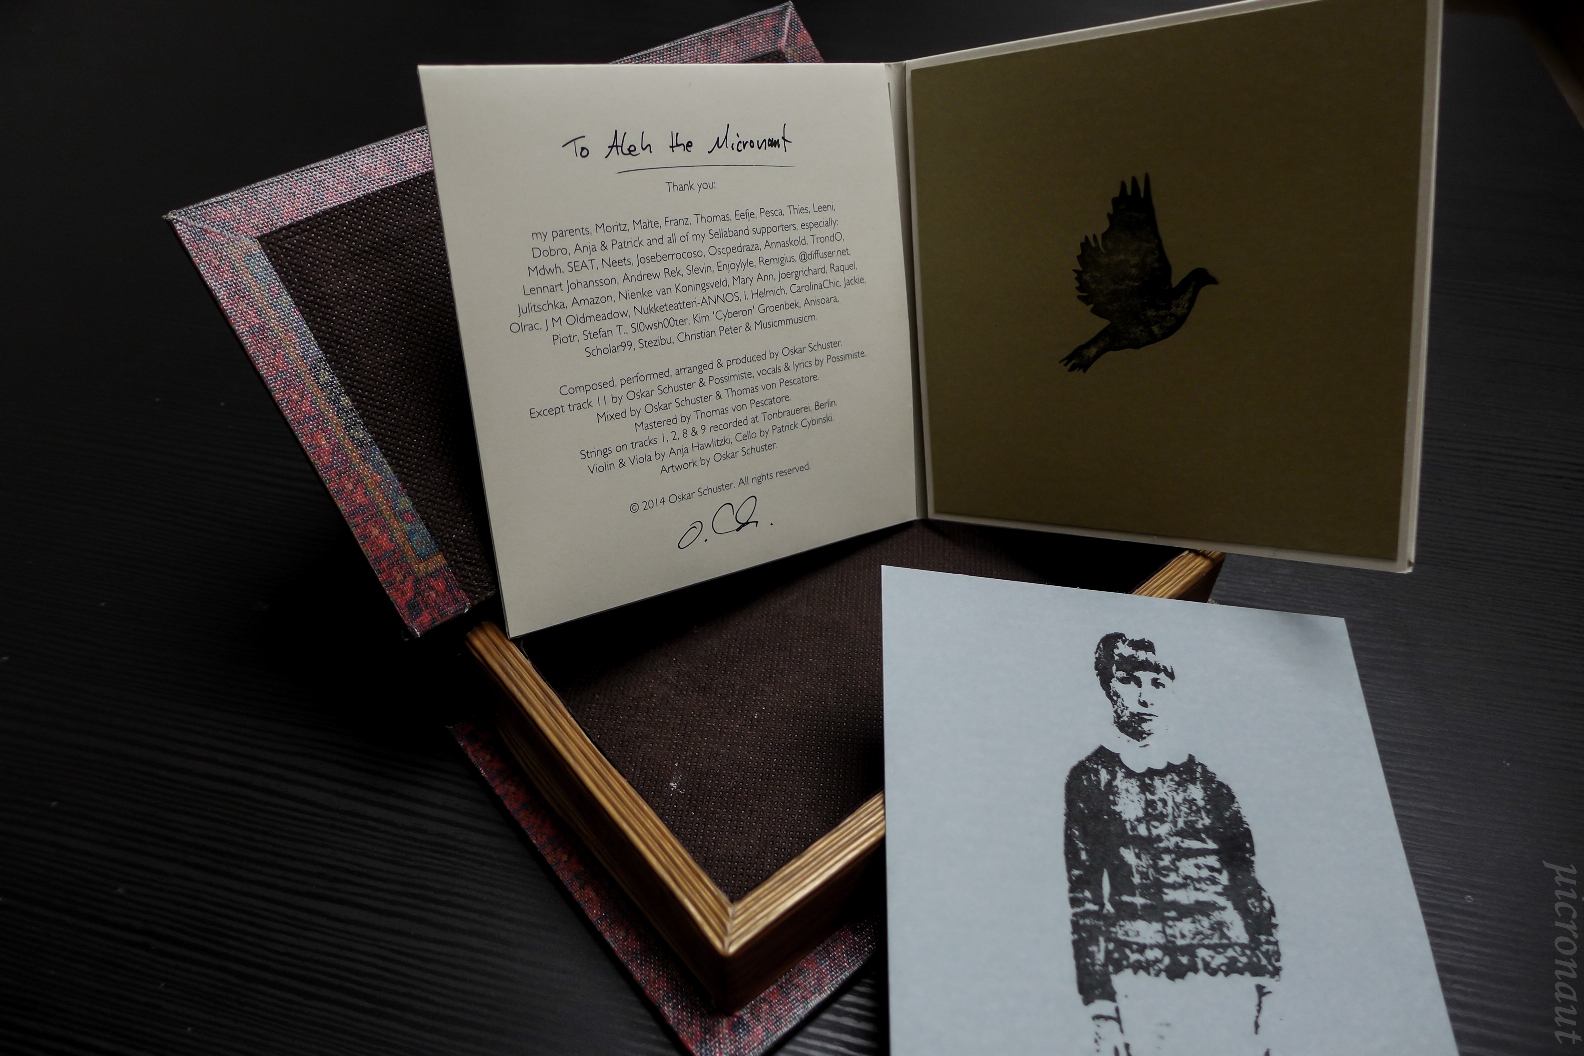 To Aleh the Micronaut
Thank you:
my parents, Moritz, Malte, Franz, Thomas, Eefje, Pesca, Thies, Leeni,
Dobro, Anja & Patrick and all of my Sellaband supporters, especially:
Mdwh, SEAT, Neets, Joseberrocoso, Oscpedraza, Annaskold, TrondO,
Lennart Johansson, Andrew Rek, Slevin, Enjoylyle, Remigius, @diffuser.net,
Julitschka, Amazon, Nienke van Koningsveld, Mary Ann, Joergrichard, Raquel,
Olrac, J M Oldmeadow, Nukketeatteri-ANNOS, i, Helmich, CarolinaChic, Jackie,
Piotr, Stefan T., Sl0wsh00ter, Kim 'Cyberon' Groenbek, Anisoara,
Scholar99, Stezibu, Christian Peter & Musicmmusicm.
Composed, performed, arranged & produced by Oskar Schuster.
Except track 11 by Oskar Schuster & Possimiste, vocals & lyrics by Possimiste.
Mixed by Oskar Schuster & Thomas von Pescatore.
Mastered by Thomas von Pescatore.
Strings on tracks 1, 2, 8 & 9 recorded at Tonbrauerei, Berlin.
Violin & Viola by Anja Hawlitzki, Cello by Patrick Cybinski.
Artwork by Oskar Schuster.
© 2014 Oskar Schuster. All rights reserved.
µicronaut